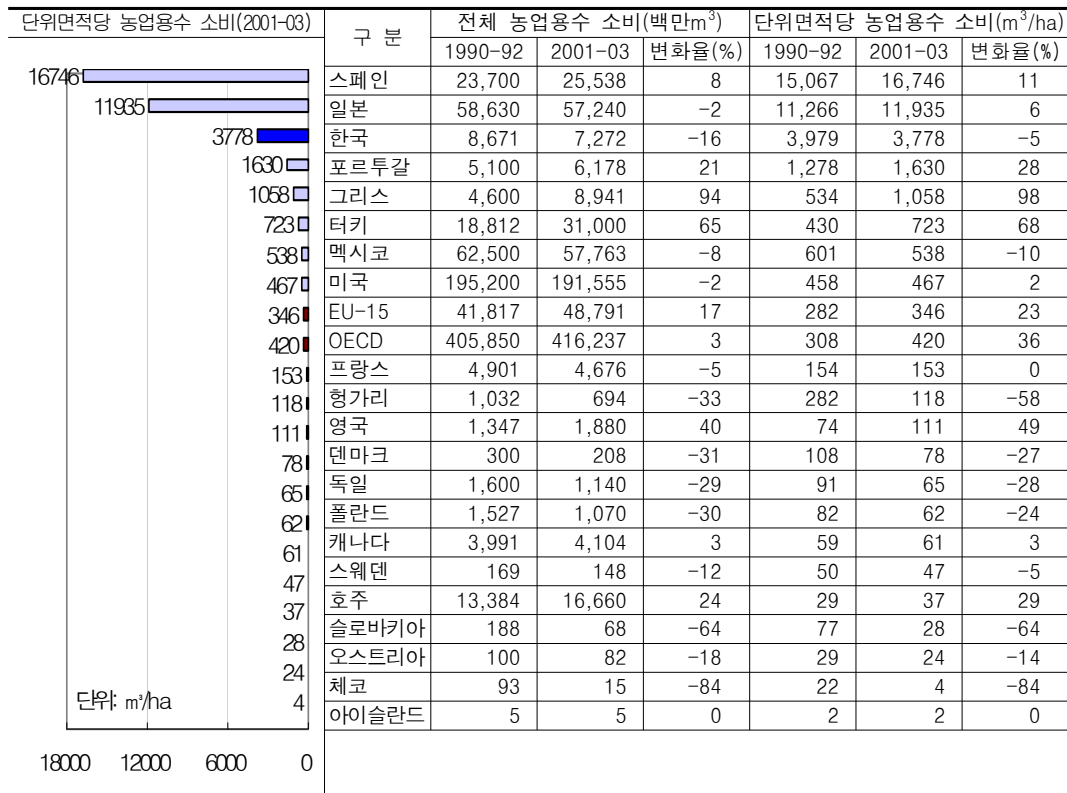 단위면적당 농업용수 소비(2001-03)
구 분 전체 농업용수 소비(백만m³) 단위면적당 농업용수 소비(m³/ha)
1990-92 2001-03 변화율(%) 1990-92 2001-03 변화율(%)
16746 스페인 23,700 25,538 8 15,067 16,746 11
11935 일본 58,630 57,240 -2 11,266 11,935 6
3778 한국 8,671 7,272 -16 3,979 3,778 -5
1630 포르투갈 5,100 6,178 21 1,278 1,630 28
1058 그리스 4,600 8,941 94 534 1,058 98
723 터키 18,812 31,000 65 430 723 68
538 멕시코 62,500 57,763 -8 601 538 -10
467 미국 195,200 191,555 -2 458 467 2
346 EU-15 41,817 48,791 17 282 346 23
420 OECD 405,850 416,237 3 308 420 36
153 프랑스 4,901 4,676 -5 154 153 0
118 헝가리 1,032 694 -33 282 118 -58
111 영국 1,347 1,880 40 74 111 49
78 덴마크 300 208 -31 108 78 -27
65 독일 1,600 1,140 -29 91 65 -28
62 폴란드 1,527 1,070 -30 82 62 -24
61 캐나다 3,991 4,104 3 59 61 3
47 스웨덴 169 148 -12 50 47 -5
37 호주 13,384 16,660 24 29 37 29
28 슬로바키아 188 68 -64 77 28 -64
24 오스트리아 100 82 -18 29 24 -14
단위: m³/ha 4 체코 93 15 -84 22 4 -84
아이슬란드 5 5 0 2 2 0
18000 12000 6000 0